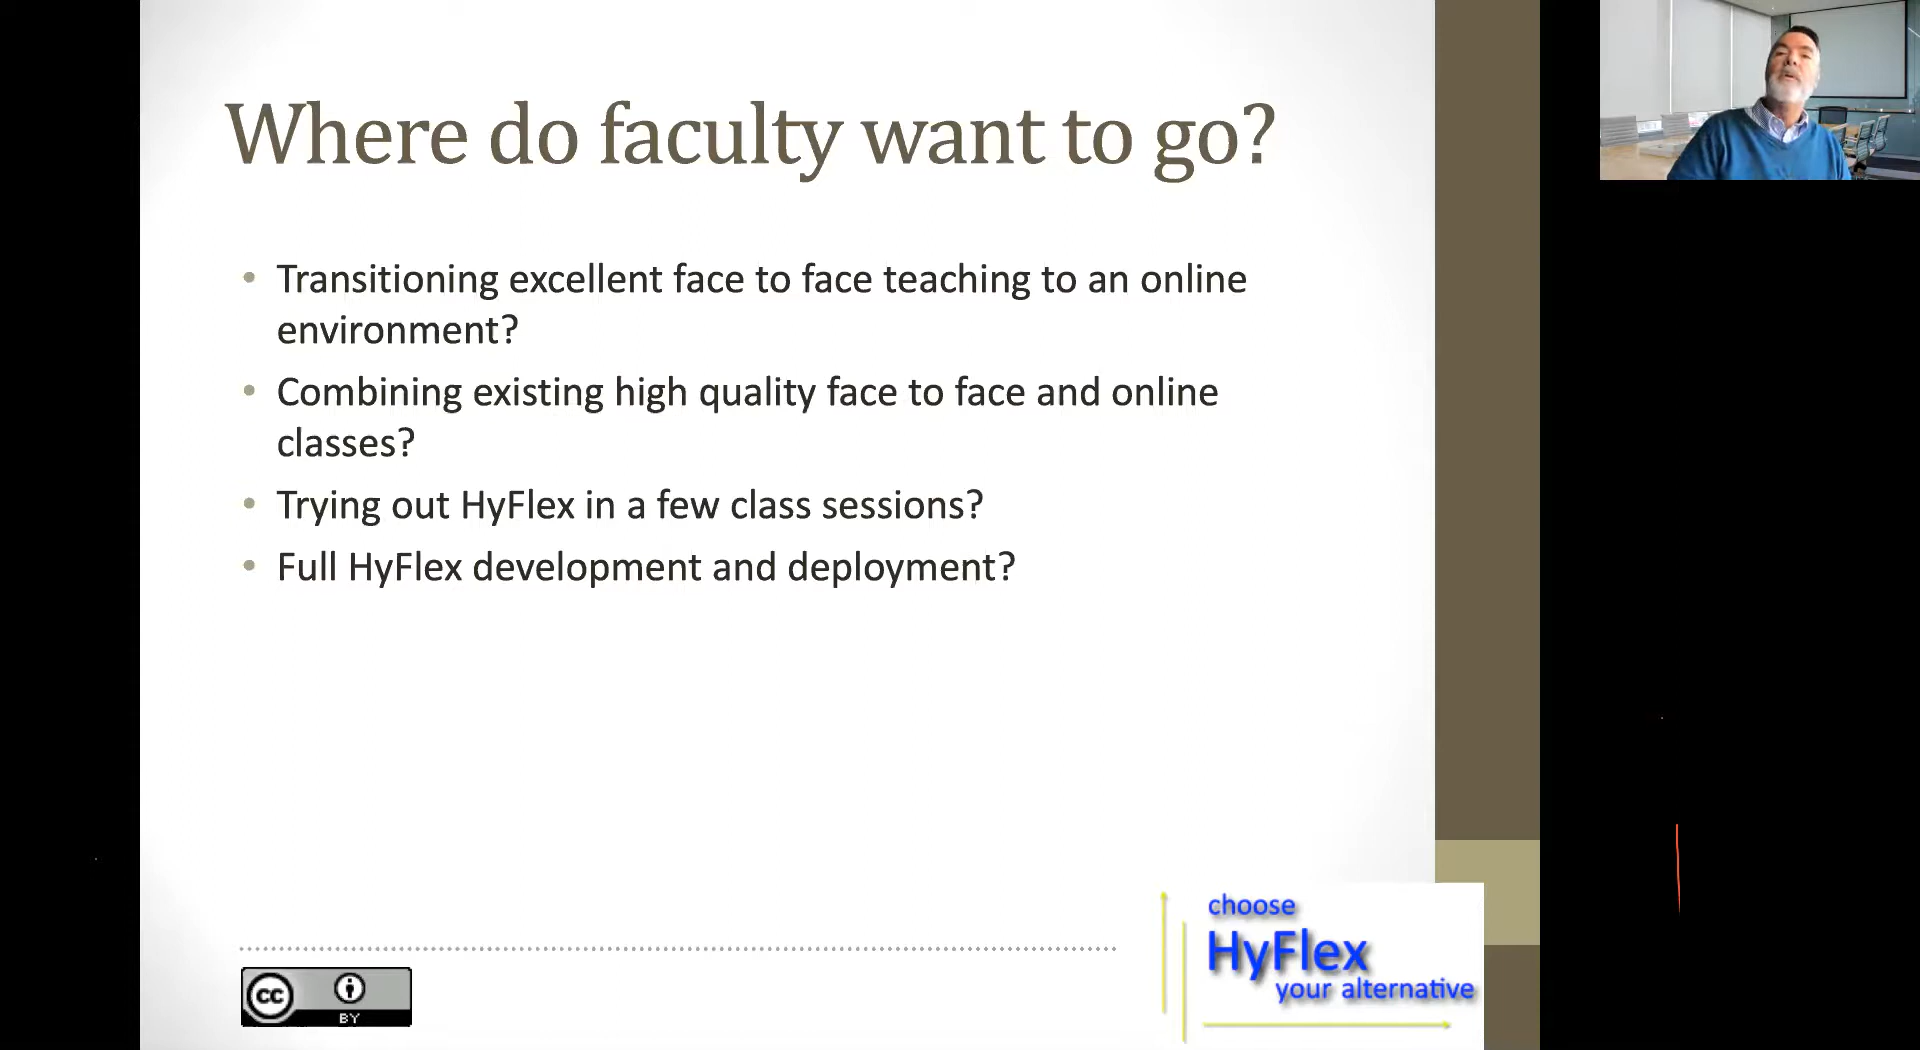 Where do faculty want to go?
• Transitioning excellent face to face teaching to an online
environment?
• Combining existing high quality face to face and online
classes?
• Trying out HyFlex in a few class sessions?
• Full HyFlex development and deployment?
choose
HyFlex
your alternative
cc
BY